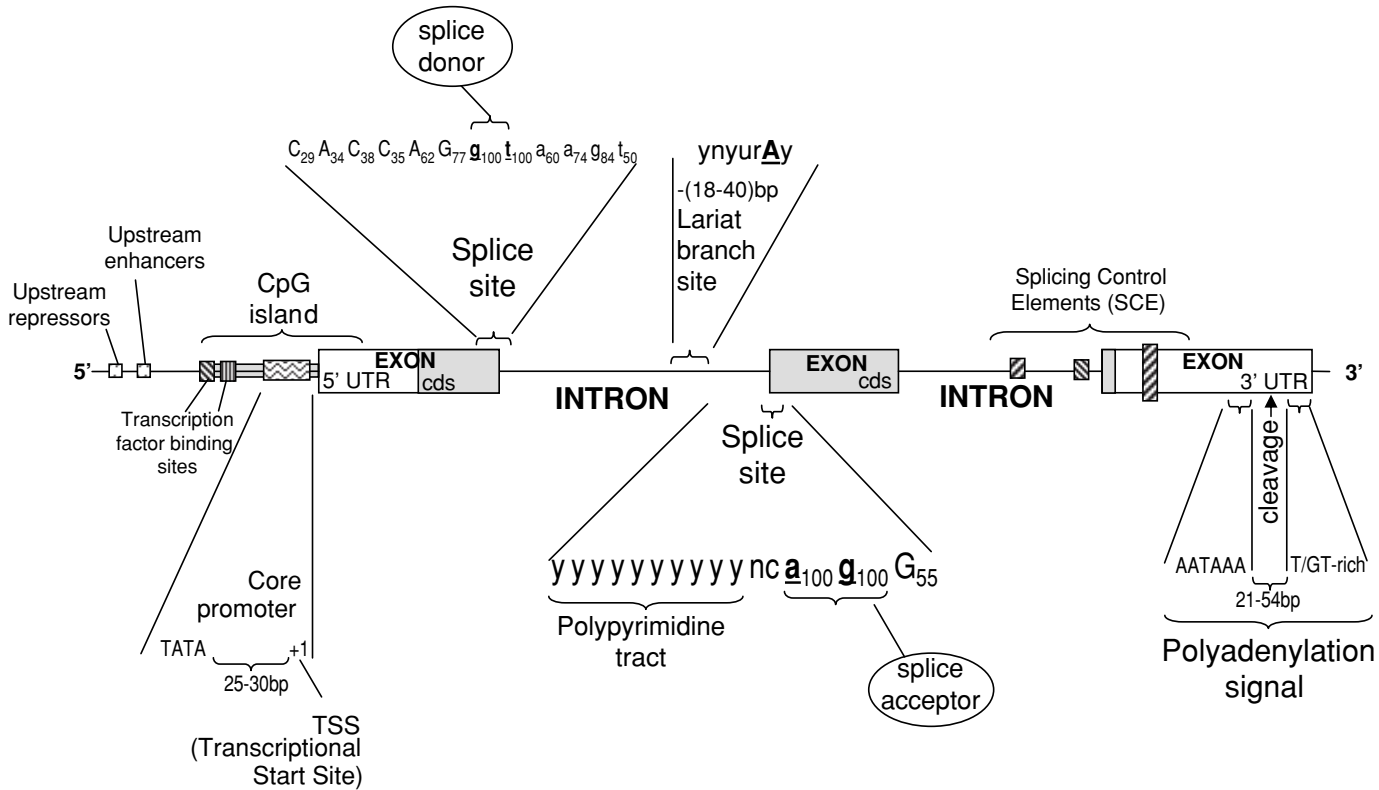 splice
donor
C29 A34 C38 C35 A62 G77 g100 t100 a60 a74 g84 t50
ynyurAy
-(18-40)bp
Lariat
branch
site
Splice
site
Upstream
enhancers
Upstream
repressors
CpG
island
Splicing Control
Elements (SCE)
5’
EXON
5’ UTR
cds
INTRON
EXON
cds
INTRON
EXON
3’ UTR
3’
Transcription
factor binding
sites
Splice
site
cleavage
Core
promoter
TATA
+1
25-30bp
TSS
(Transcriptional
Start Site)
y y y y y y y y y y nc a100 g100 G55
Polypyrimidine
tract
splice
acceptor
AATAAA
T/GT-rich
21-54bp
Polyadenylation
signal